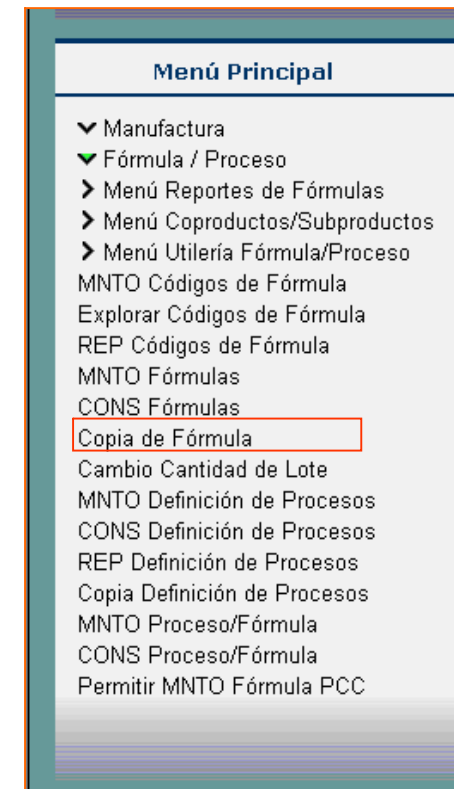 Menú Principal
Manufactura
Fórmula / Proceso
Menú Reportes de Fórmulas
Menú Coproductos/Subproductos
Menú Utilería Fórmula/Proceso
MNTO Códigos de Fórmula
Explorar Códigos de Fórmula
REP Códigos de Fórmula
MNTO Fórmulas
CONS Fórmulas
Copia de Fórmula
Cambio Cantidad de Lote
MNTO Definición de Procesos
CONS Definición de Procesos
REP Definición de Procesos
Copia Definición de Procesos
MNTO Proceso/Fórmula
CONS Proceso/Fórmula
Permitir MNTO Fórmula PCC